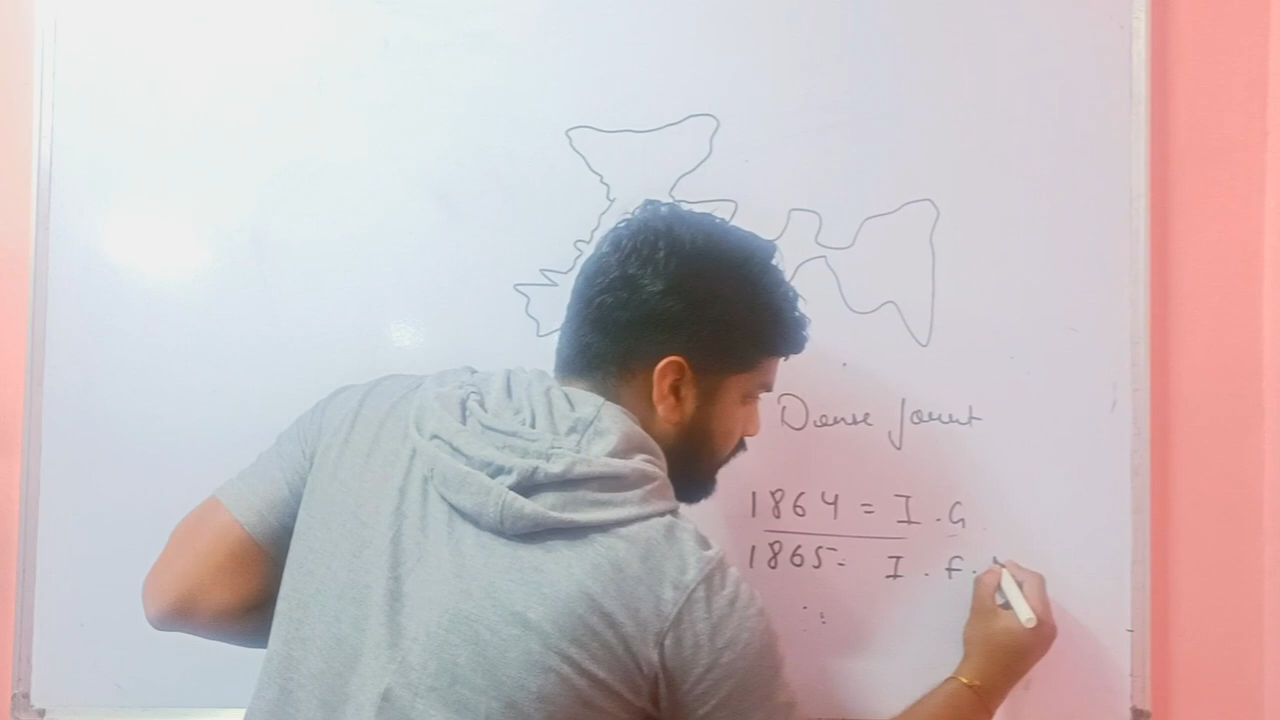 Dense forest
1864 = I.G
1865 = I.F.